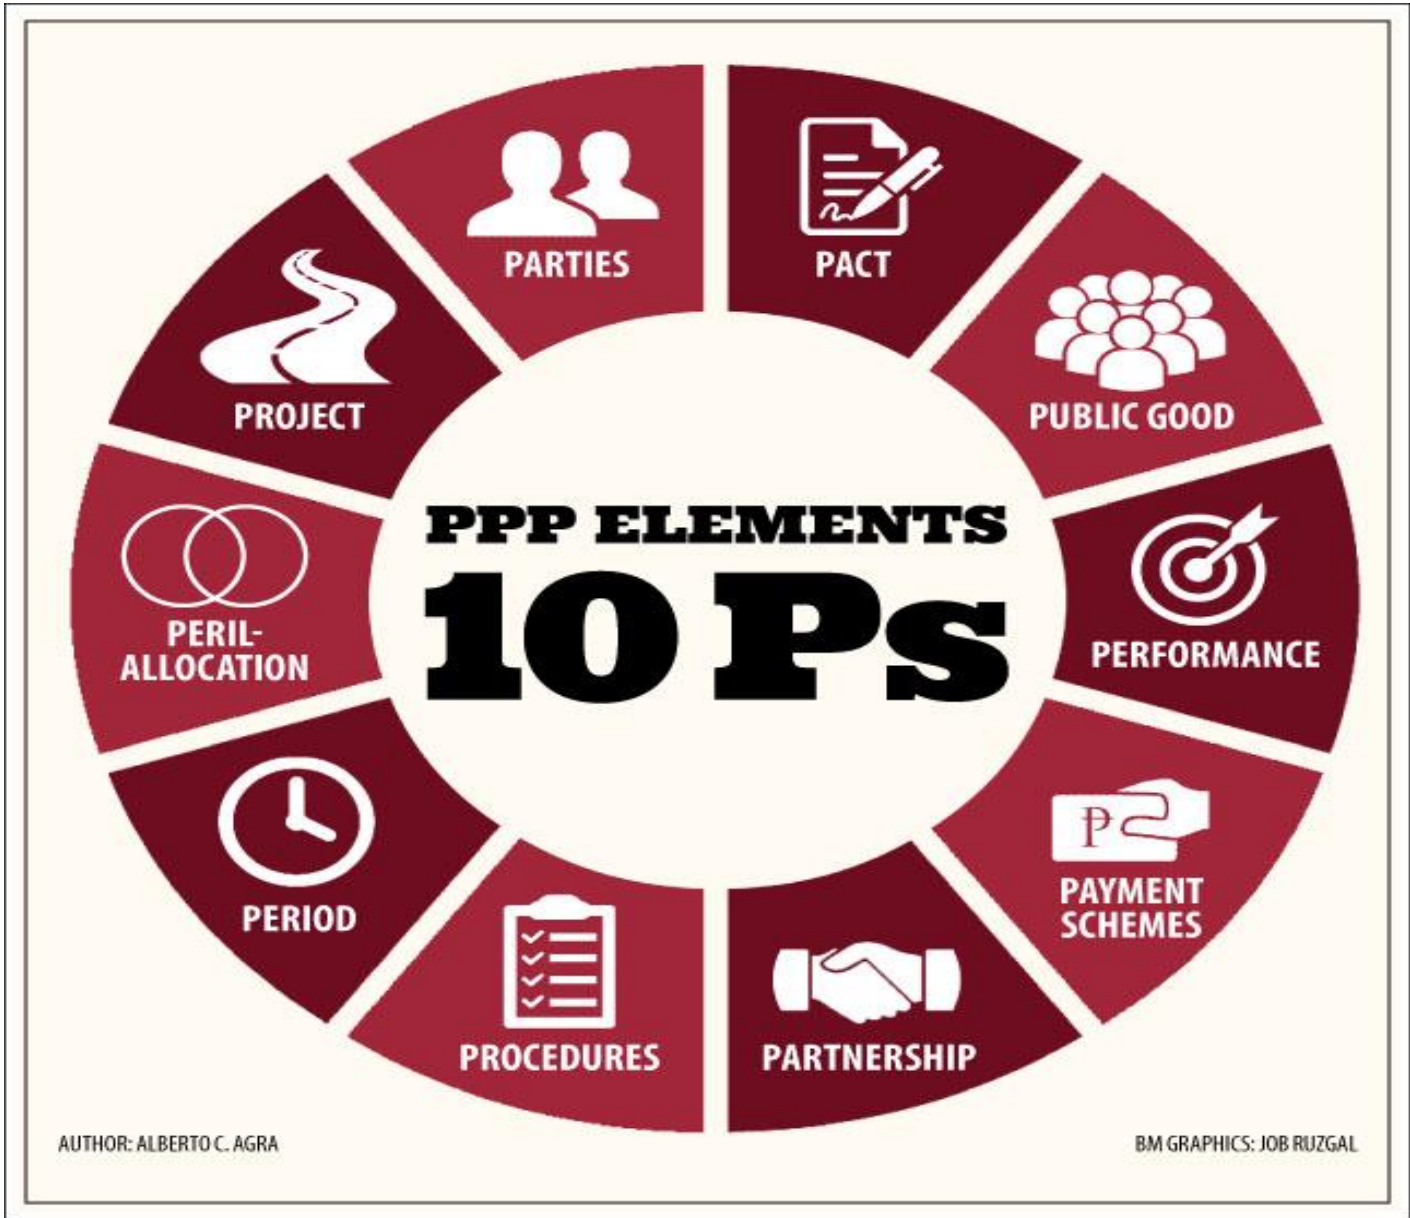 PARTIES
PACT
PROJECT
PUBLIC GOOD
PPP ELEMENTS
10 Ps
PERIL-
ALLOCATION
PERFORMANCE
₱
PAYMENT
SCHEMES
PERIOD
PROCEDURES
PARTNERSHIP
AUTHOR: ALBERTO C. AGRA
BM GRAPHICS: JOB RUZGAL